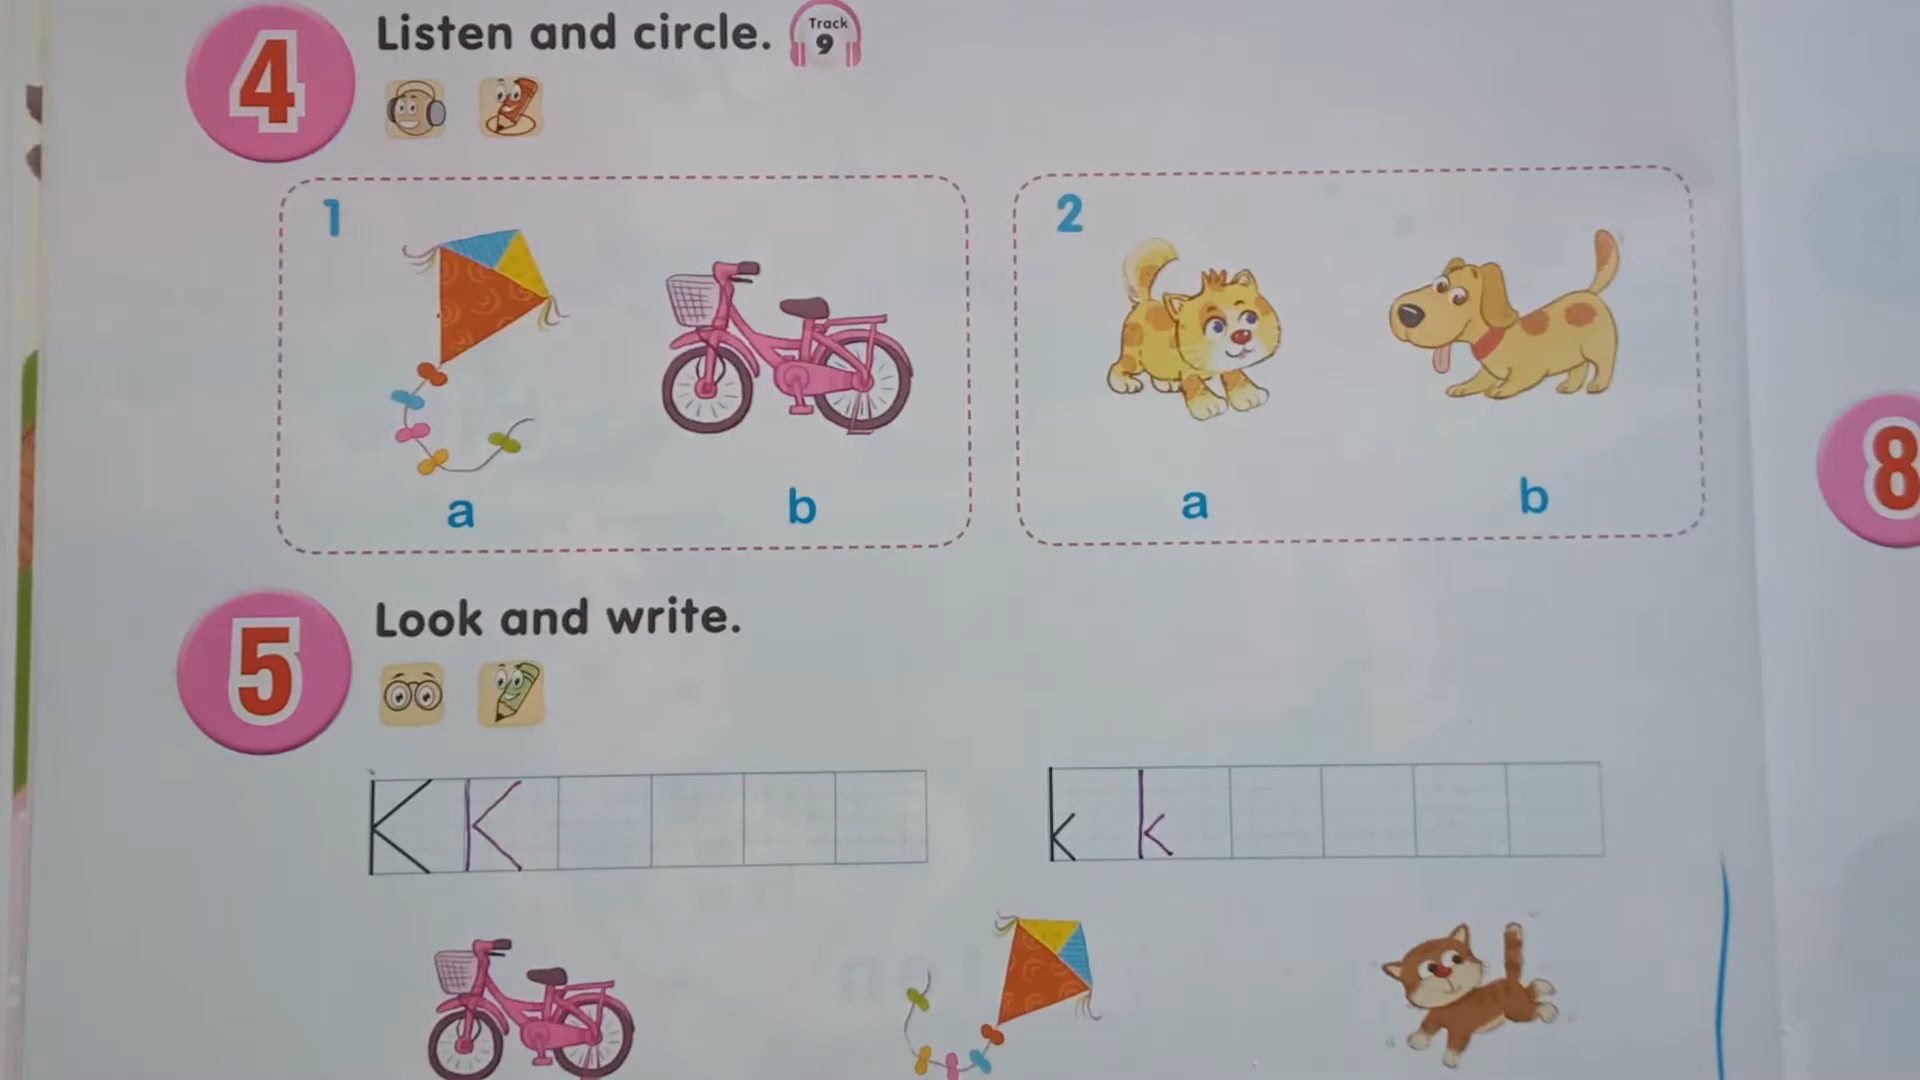 4 Listen and circle. Track 9
1 2
a b a b
8
5 Look and write.
K K k k